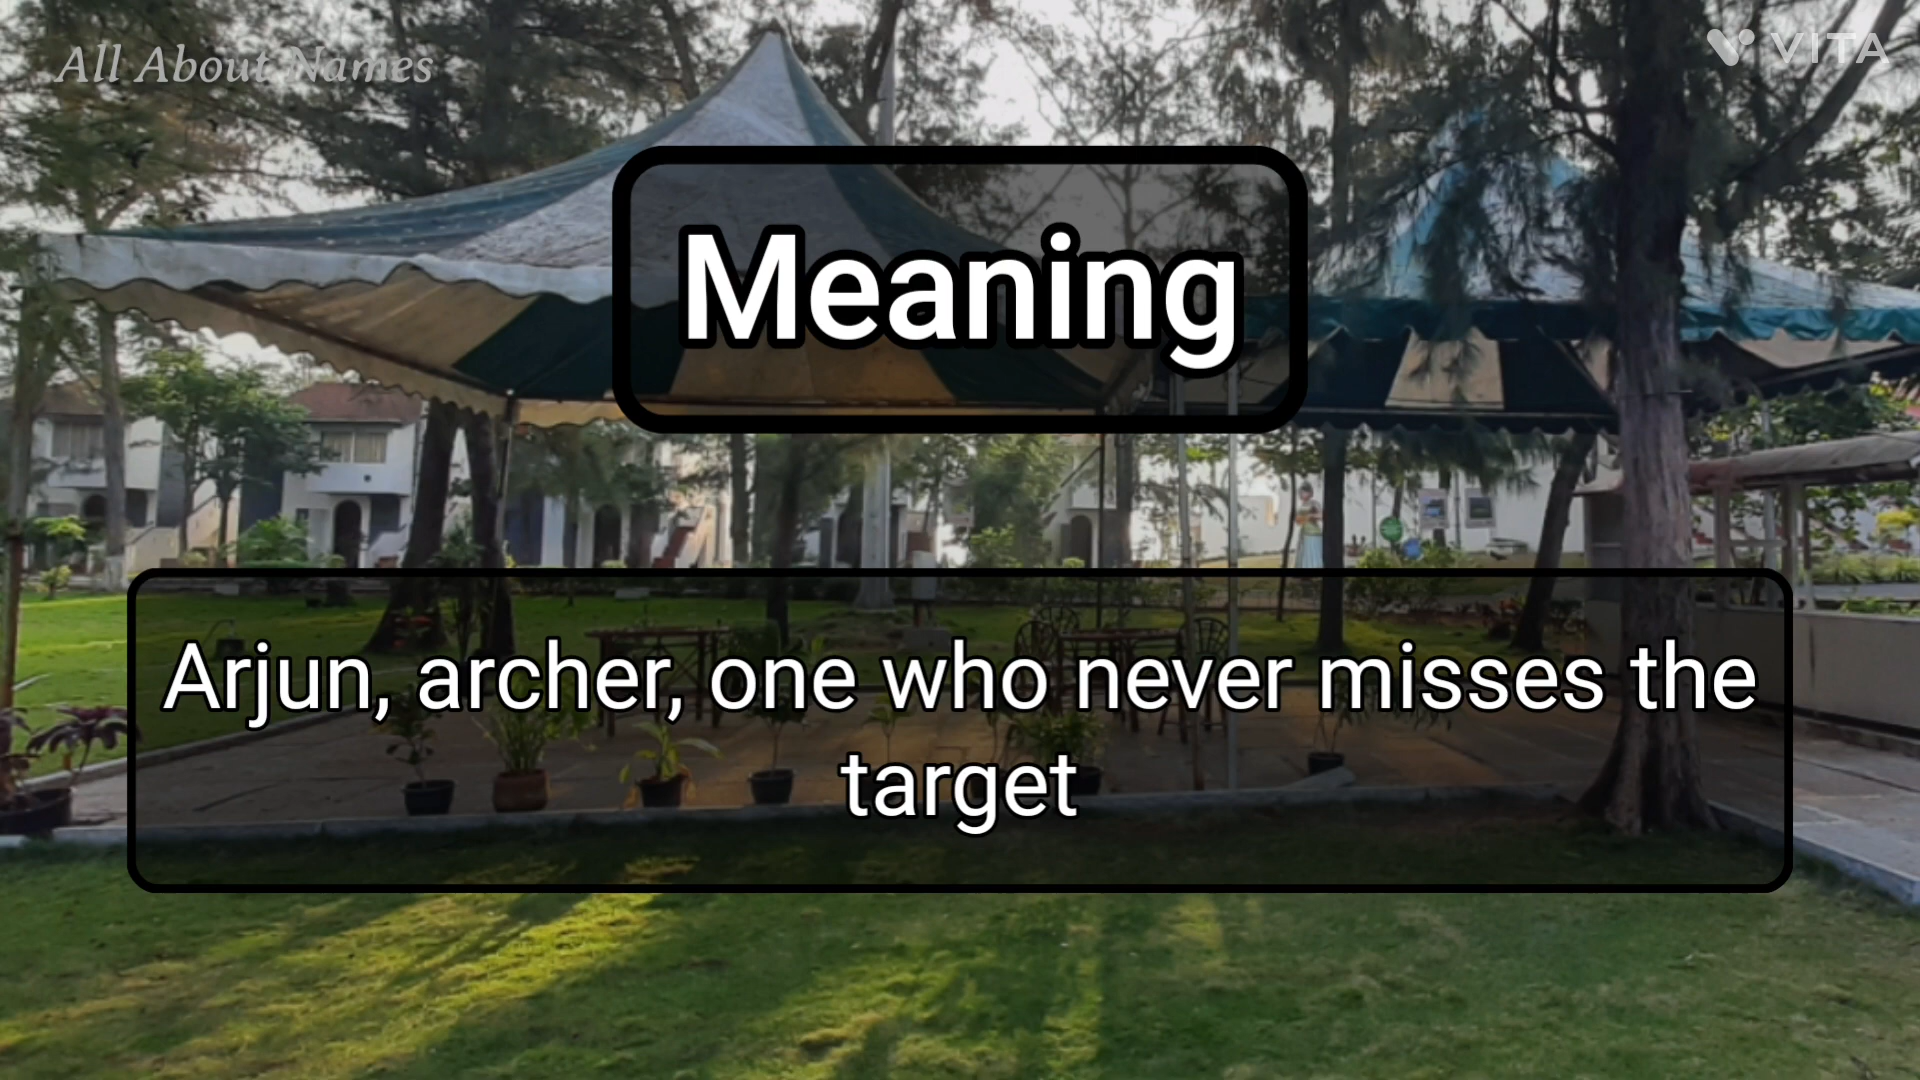 All About Names
VITA
Meaning
Arjun, archer, one who never misses the
target